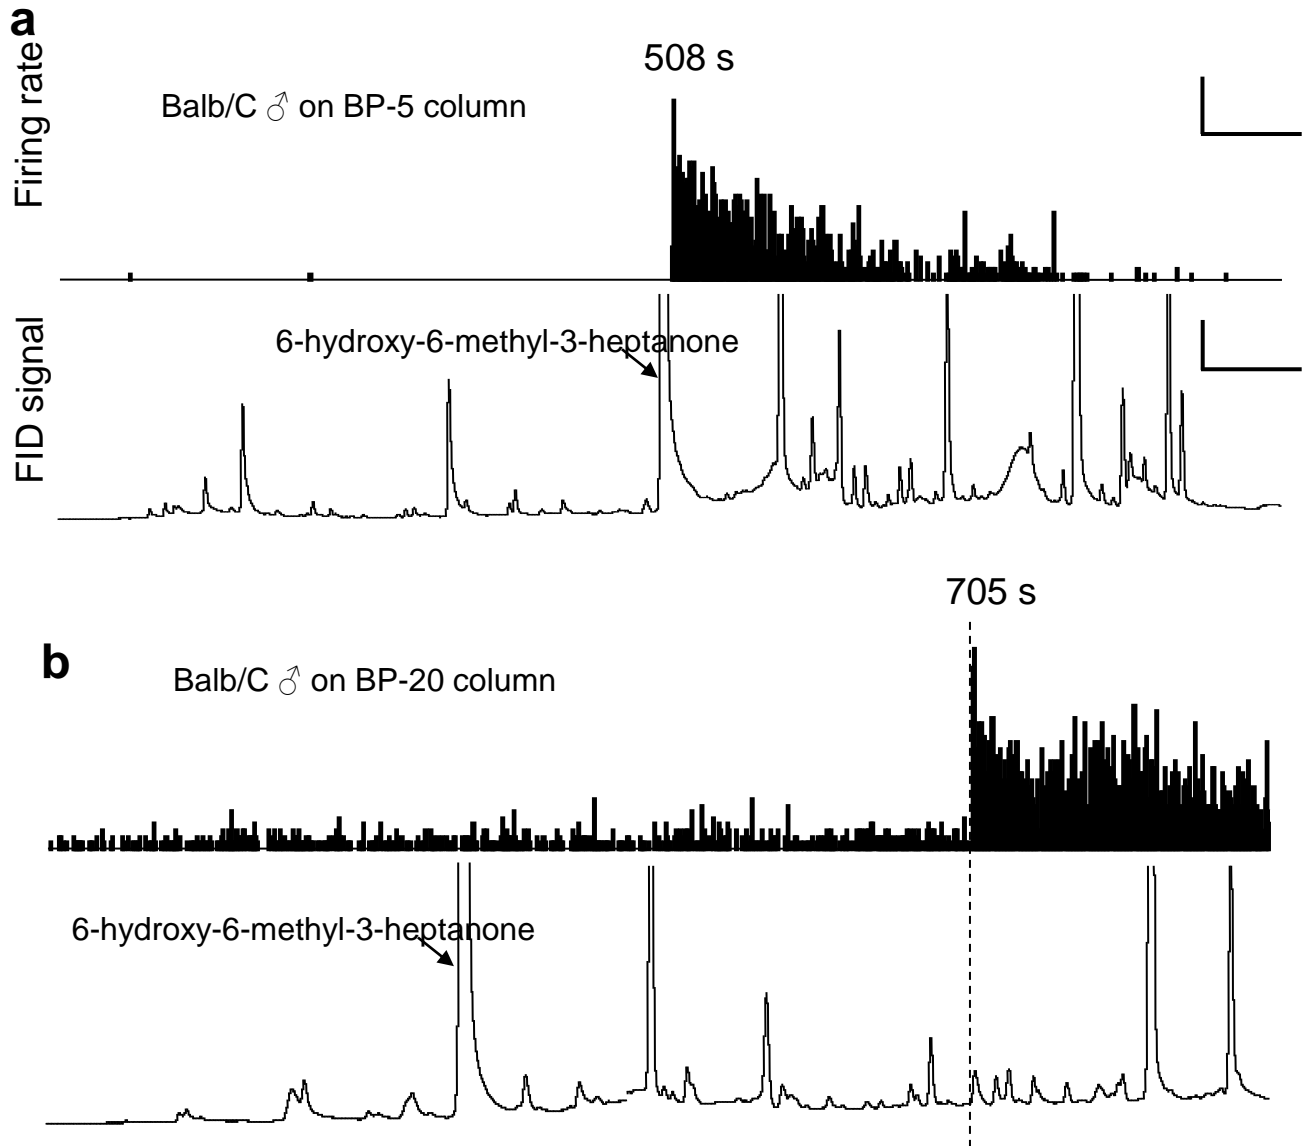 a
Firing rate
508 s
Balb/C ♂ on BP-5 column
FID signal
6-hydroxy-6-methyl-3-heptanone
705 s
b
Balb/C ♂ on BP-20 column
6-hydroxy-6-methyl-3-heptanone